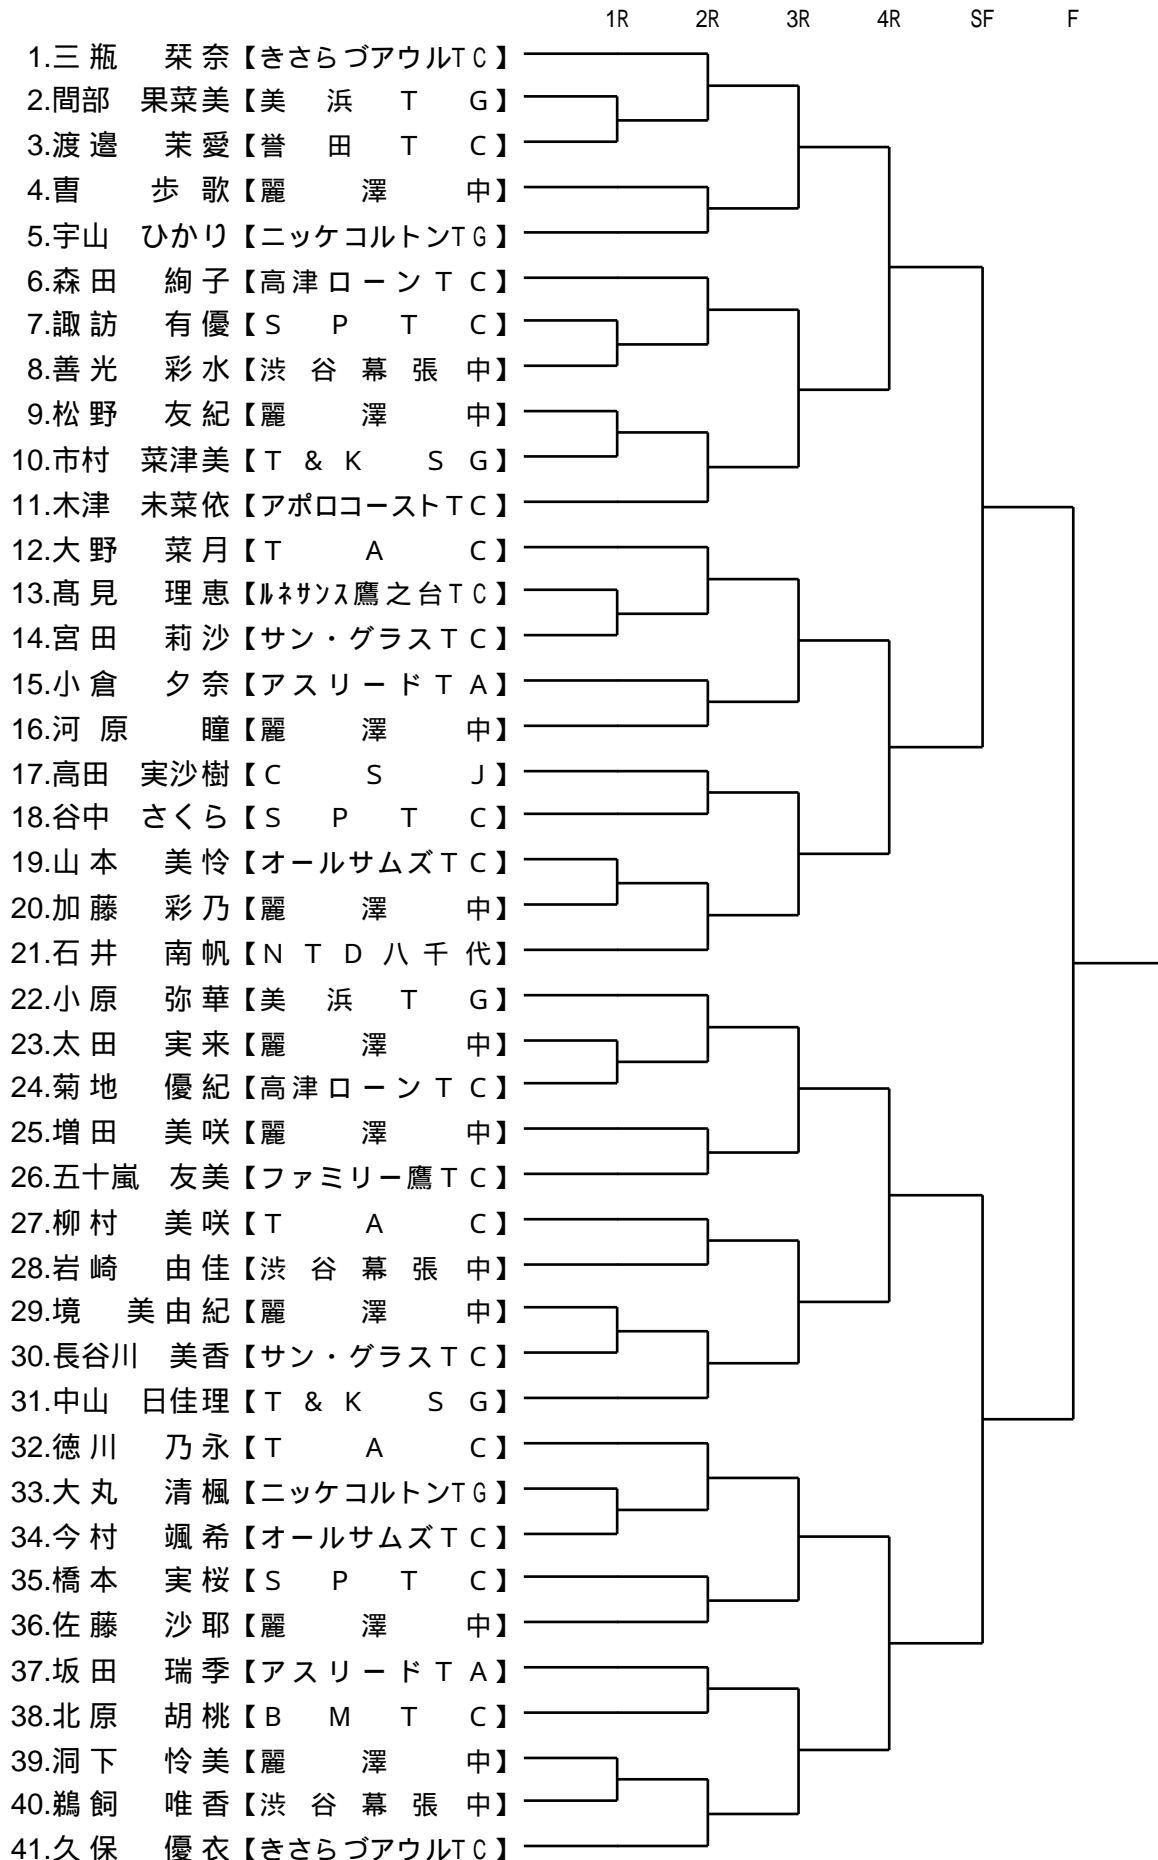 1R 2R 3R 4R SF F
1.三瓶 栞奈【きさらづアウルTC】
2.間部 果菜美【美浜TG】
3.渡邉 茉愛【誉田TC】
4.曺 歩歌【麗澤中】
5.宇山 ひかり【ニッケコルトンTG】
6.森田 絢子【高津ローンTC】
7.諏訪 有優【SPTC】
8.善光 彩水【渋谷幕張中】
9.松野 友紀【麗澤中】
10.市村 菜津美【T&K SG】
11.木津 未菜依【アポロコーストTC】
12.大野 菜月【TAC】
13.髙見 理恵【ルネサンス鷹之台TC】
14.宮田 莉沙【サン・グラスTC】
15.小倉 夕奈【アスリードTA】
16.河原 瞳【麗澤中】
17.高田 実沙樹【CSJ】
18.谷中 さくら【SPTC】
19.山本 美怜【オールサムズTC】
20.加藤 彩乃【麗澤中】
21.石井 南帆【NTD八千代】
22.小原 弥華【美浜TG】
23.太田 実来【麗澤中】
24.菊地 優紀【高津ローンTC】
25.増田 美咲【麗澤中】
26.五十嵐 友美【ファミリー鷹TC】
27.柳村 美咲【TAC】
28.岩崎 由佳【渋谷幕張中】
29.境 美由紀【麗澤中】
30.長谷川 美香【サン・グラスTC】
31.中山 日佳理【T&K SG】
32.徳川 乃永【TAC】
33.大丸 清楓【ニッケコルトンTG】
34.今村 颯希【オールサムズTC】
35.橋本 実桜【SPTC】
36.佐藤 沙耶【麗澤中】
37.坂田 瑞季【アスリードTA】
38.北原 胡桃【BMTC】
39.洞下 怜美【麗澤中】
40.鵜飼 唯香【渋谷幕張中】
41.久保 優衣【きさらづアウルTC】